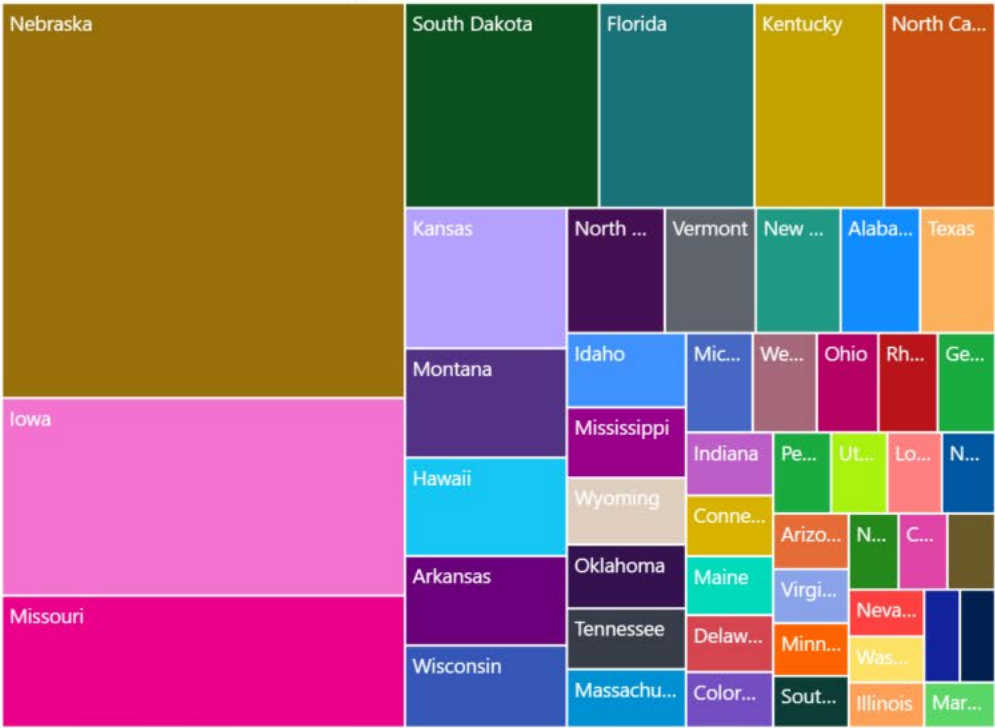 Nebraska
Iowa
Missouri
South Dakota
Florida
Kentucky
North Ca...
Kansas
Montana
Hawaii
Arkansas
Wisconsin
North ...
Vermont
New ...
Alaba...
Texas
Idaho
Mississippi
Wyoming
Oklahoma
Tennessee
Massachu...
Mic...
We...
Ohio
Rh...
Ge...
Indiana
Conne...
Maine
Delaw...
Color...
Pe...
Ut...
Lo...
N...
Arizo...
Virgi...
Minn...
Sout...
N...
C...
Neva...
Was...
Illinois
Mar...